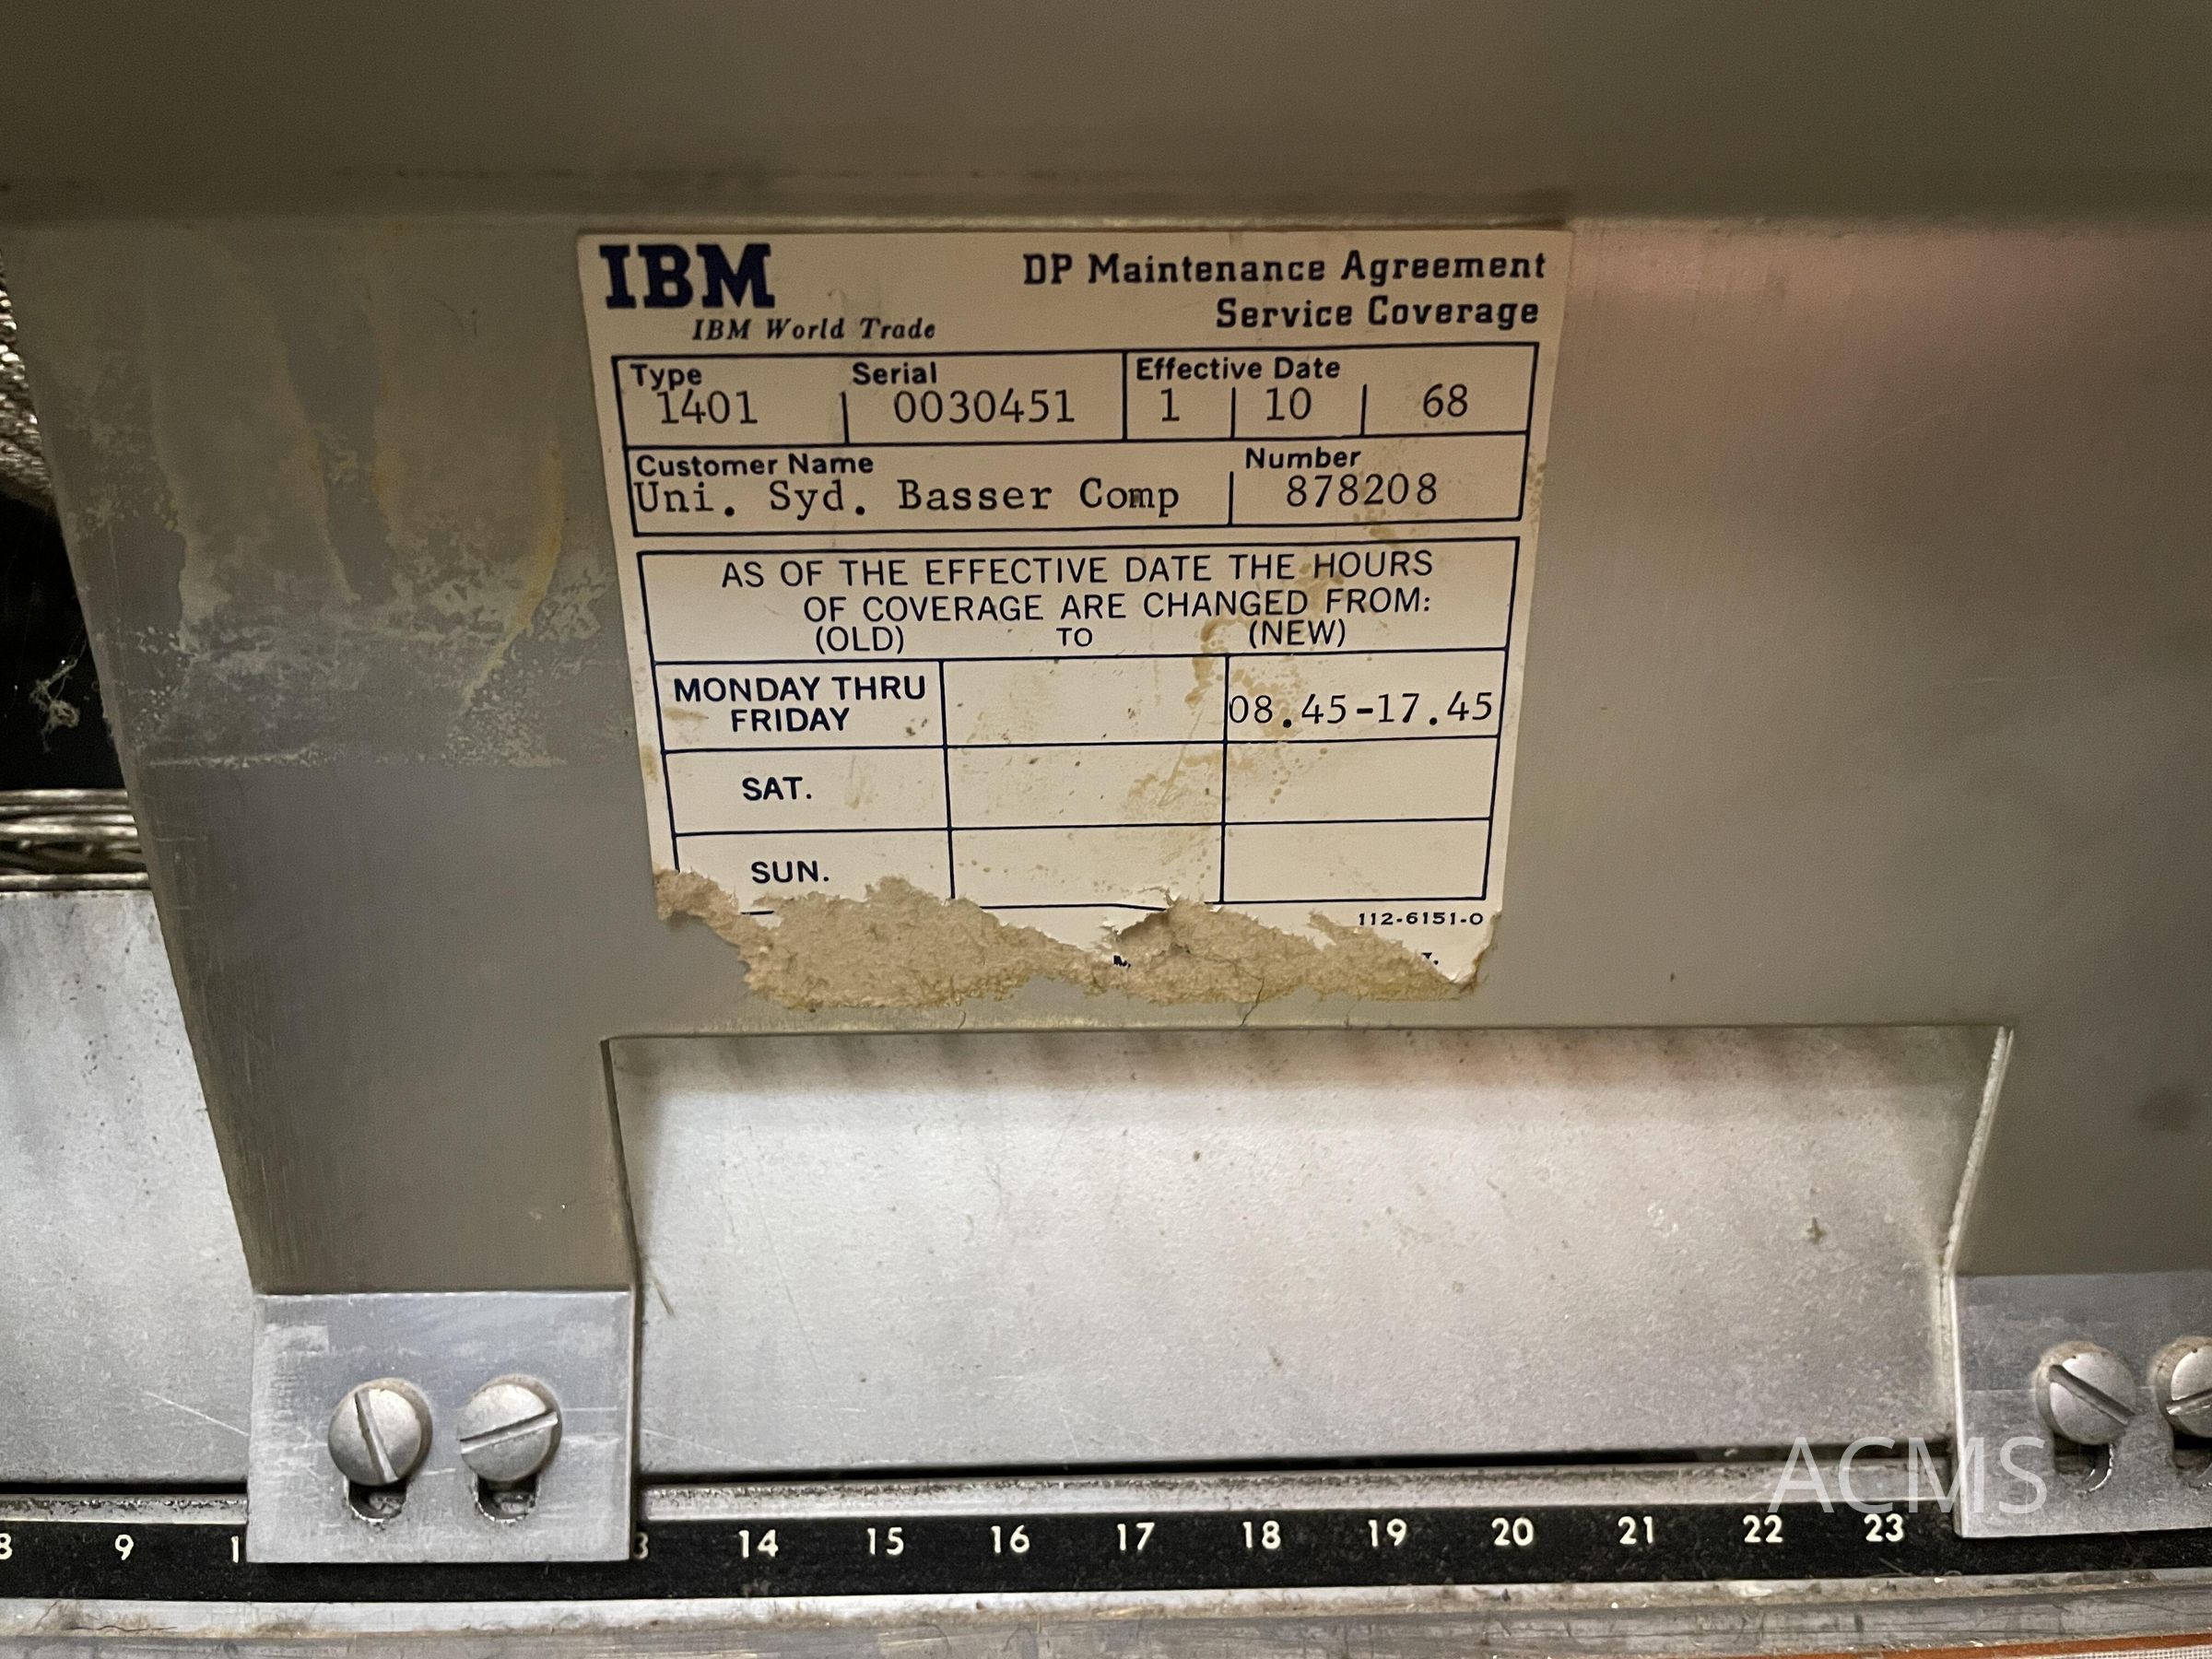 IBM
IBM World Trade
DP Maintenance Agreement
Service Coverage
Type Serial Effective Date
1401 0030451 1 10 68
Customer Name Number
Uni. Syd. Basser Comp 878208
AS OF THE EFFECTIVE DATE THE HOURS
OF COVERAGE ARE CHANGED FROM:
(OLD) TO (NEW)
MONDAY THRU
FRIDAY
08.45-17.45
SAT.
SUN.
112-6151-0
9 14 15 16 17 18 19 20 21 22 23
ACMS